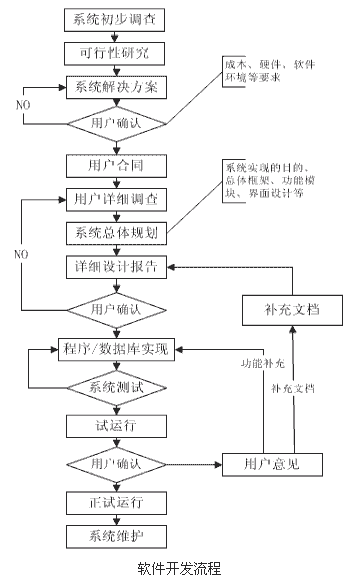 系统初步调查
可行性研究
系统解决方案
成本、硬件，软件
环境等要求
NO
用户确认
用户合同
系统实现的目的，
总体框架、功能模
块、界面设计等
用户详细调查
系统总体规划
NO
详细设计报告
用户确认
补充文档
程序/数据库实现
功能补充
系统测试
补充文档
试运行
用户确认
用户意见
正试运行
系统维护
软件开发流程